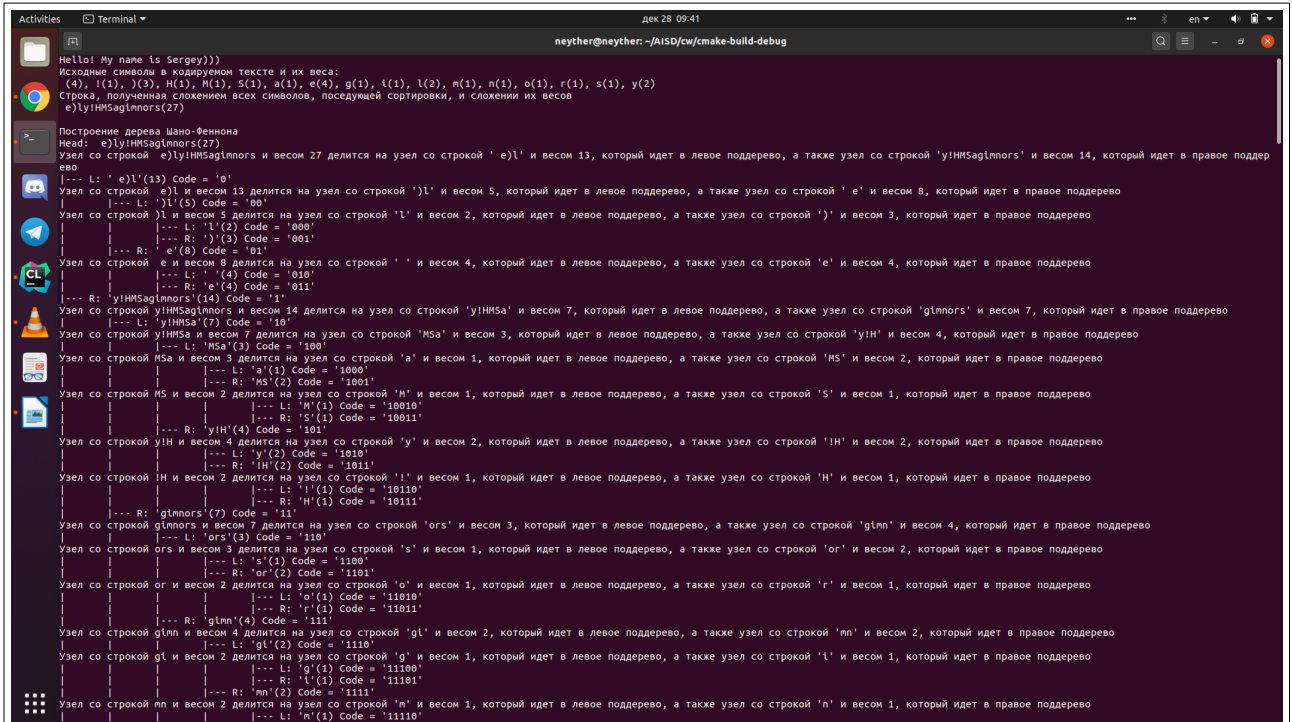 Activities Terminal дек 28 09:41 en
neyther@neyther: ~/AISD/cw/cmake-build-debug
Hello! My name is Sergey)))
Исходные символы в кодируемом тексте и их веса:
 (4), !(1), )(3), H(1), M(1), S(1), a(1), e(4), g(1), i(1), l(2), m(1), n(1), o(1), r(1), s(1), y(2)
Строка, полученная сложением всех символов, поседующей сортировки, и сложении их весов
 e)ly!HMSagimnors(27)

Построение дерева Шано-Феннона
Head:  e)ly!HMSagimnors(27)
Узел со строкой  e)ly!HMSagimnors и весом 27 делится на узел со строкой ' e)l' и весом 13, который идет в левое поддерево, а также узел со строкой 'y!HMSagimnors' и весом 14, который идет в правое поддер
ево
|--- L: ' e)l'(13) Code = '0'
Узел со строкой  e)l и весом 13 делится на узел со строкой ')l' и весом 5, который идет в левое поддерево, а также узел со строкой ' e' и весом 8, который идет в правое поддерево
|       |--- L: ')l'(5) Code = '00'
Узел со строкой )l и весом 5 делится на узел со строкой 'l' и весом 2, который идет в левое поддерево, а также узел со строкой ')' и весом 3, который идет в правое поддерево
|       |       |--- L: 'l'(2) Code = '000'
|       |       |--- R: ')'(3) Code = '001'
|       |--- R: ' e'(8) Code = '01'
Узел со строкой  e и весом 8 делится на узел со строкой ' ' и весом 4, который идет в левое поддерево, а также узел со строкой 'e' и весом 4, который идет в правое поддерево
|       |       |--- L: ' '(4) Code = '010'
|       |       |--- R: 'e'(4) Code = '011'
|--- R: 'y!HMSagimnors'(14) Code = '1'
Узел со строкой y!HMSagimnors и весом 14 делится на узел со строкой 'y!HMSa' и весом 7, который идет в левое поддерево, а также узел со строкой 'gimnors' и весом 7, который идет в правое поддерево
|       |--- L: 'y!HMSa'(7) Code = '10'
Узел со строкой y!HMSa и весом 7 делится на узел со строкой 'MSa' и весом 3, который идет в левое поддерево, а также узел со строкой 'y!H' и весом 4, который идет в правое поддерево
|       |       |--- L: 'MSa'(3) Code = '100'
Узел со строкой MSa и весом 3 делится на узел со строкой 'a' и весом 1, который идет в левое поддерево, а также узел со строкой 'MS' и весом 2, который идет в правое поддерево
|       |       |       |--- L: 'a'(1) Code = '1000'
|       |       |       |--- R: 'MS'(2) Code = '1001'
Узел со строкой MS и весом 2 делится на узел со строкой 'M' и весом 1, который идет в левое поддерево, а также узел со строкой 'S' и весом 1, который идет в правое поддерево
|       |       |       |       |--- L: 'M'(1) Code = '10010'
|       |       |       |       |--- R: 'S'(1) Code = '10011'
|       |       |--- R: 'y!H'(4) Code = '101'
Узел со строкой y!H и весом 4 делится на узел со строкой 'y' и весом 2, который идет в левое поддерево, а также узел со строкой '!H' и весом 2, который идет в правое поддерево
|       |       |       |--- L: 'y'(2) Code = '1010'
|       |       |       |--- R: '!H'(2) Code = '1011'
Узел со строкой !H и весом 2 делится на узел со строкой '!' и весом 1, который идет в левое поддерево, а также узел со строкой 'H' и весом 1, который идет в правое поддерево
|       |       |       |       |--- L: '!'(1) Code = '10110'
|       |       |       |       |--- R: 'H'(1) Code = '10111'
|       |--- R: 'gimnors'(7) Code = '11'
Узел со строкой gimnors и весом 7 делится на узел со строкой 'ors' и весом 3, который идет в левое поддерево, а также узел со строкой 'gimn' и весом 4, который идет в правое поддерево
|       |       |--- L: 'ors'(3) Code = '110'
Узел со строкой ors и весом 3 делится на узел со строкой 's' и весом 1, который идет в левое поддерево, а также узел со строкой 'or' и весом 2, который идет в правое поддерево
|       |       |       |--- L: 's'(1) Code = '1100'
|       |       |       |--- R: 'or'(2) Code = '1101'
Узел со строкой or и весом 2 делится на узел со строкой 'o' и весом 1, который идет в левое поддерево, а также узел со строкой 'r' и весом 1, который идет в правое поддерево
|       |       |       |       |--- L: 'o'(1) Code = '11010'
|       |       |       |       |--- R: 'r'(1) Code = '11011'
|       |       |--- R: 'gimn'(4) Code = '111'
Узел со строкой gimn и весом 4 делится на узел со строкой 'gi' и весом 2, который идет в левое поддерево, а также узел со строкой 'mn' и весом 2, который идет в правое поддерево
|       |       |       |--- L: 'gi'(2) Code = '1110'
Узел со строкой gi и весом 2 делится на узел со строкой 'g' и весом 1, который идет в левое поддерево, а также узел со строкой 'i' и весом 1, который идет в правое поддерево
|       |       |       |       |--- L: 'g'(1) Code = '11100'
|       |       |       |       |--- R: 'i'(1) Code = '11101'
|       |       |       |--- R: 'mn'(2) Code = '1111'
Узел со строкой mn и весом 2 делится на узел со строкой 'm' и весом 1, который идет в левое поддерево, а также узел со строкой 'n' и весом 1, который идет в правое поддерево
|       |       |       |       |--- L: 'm'(1) Code = '11110'
CL